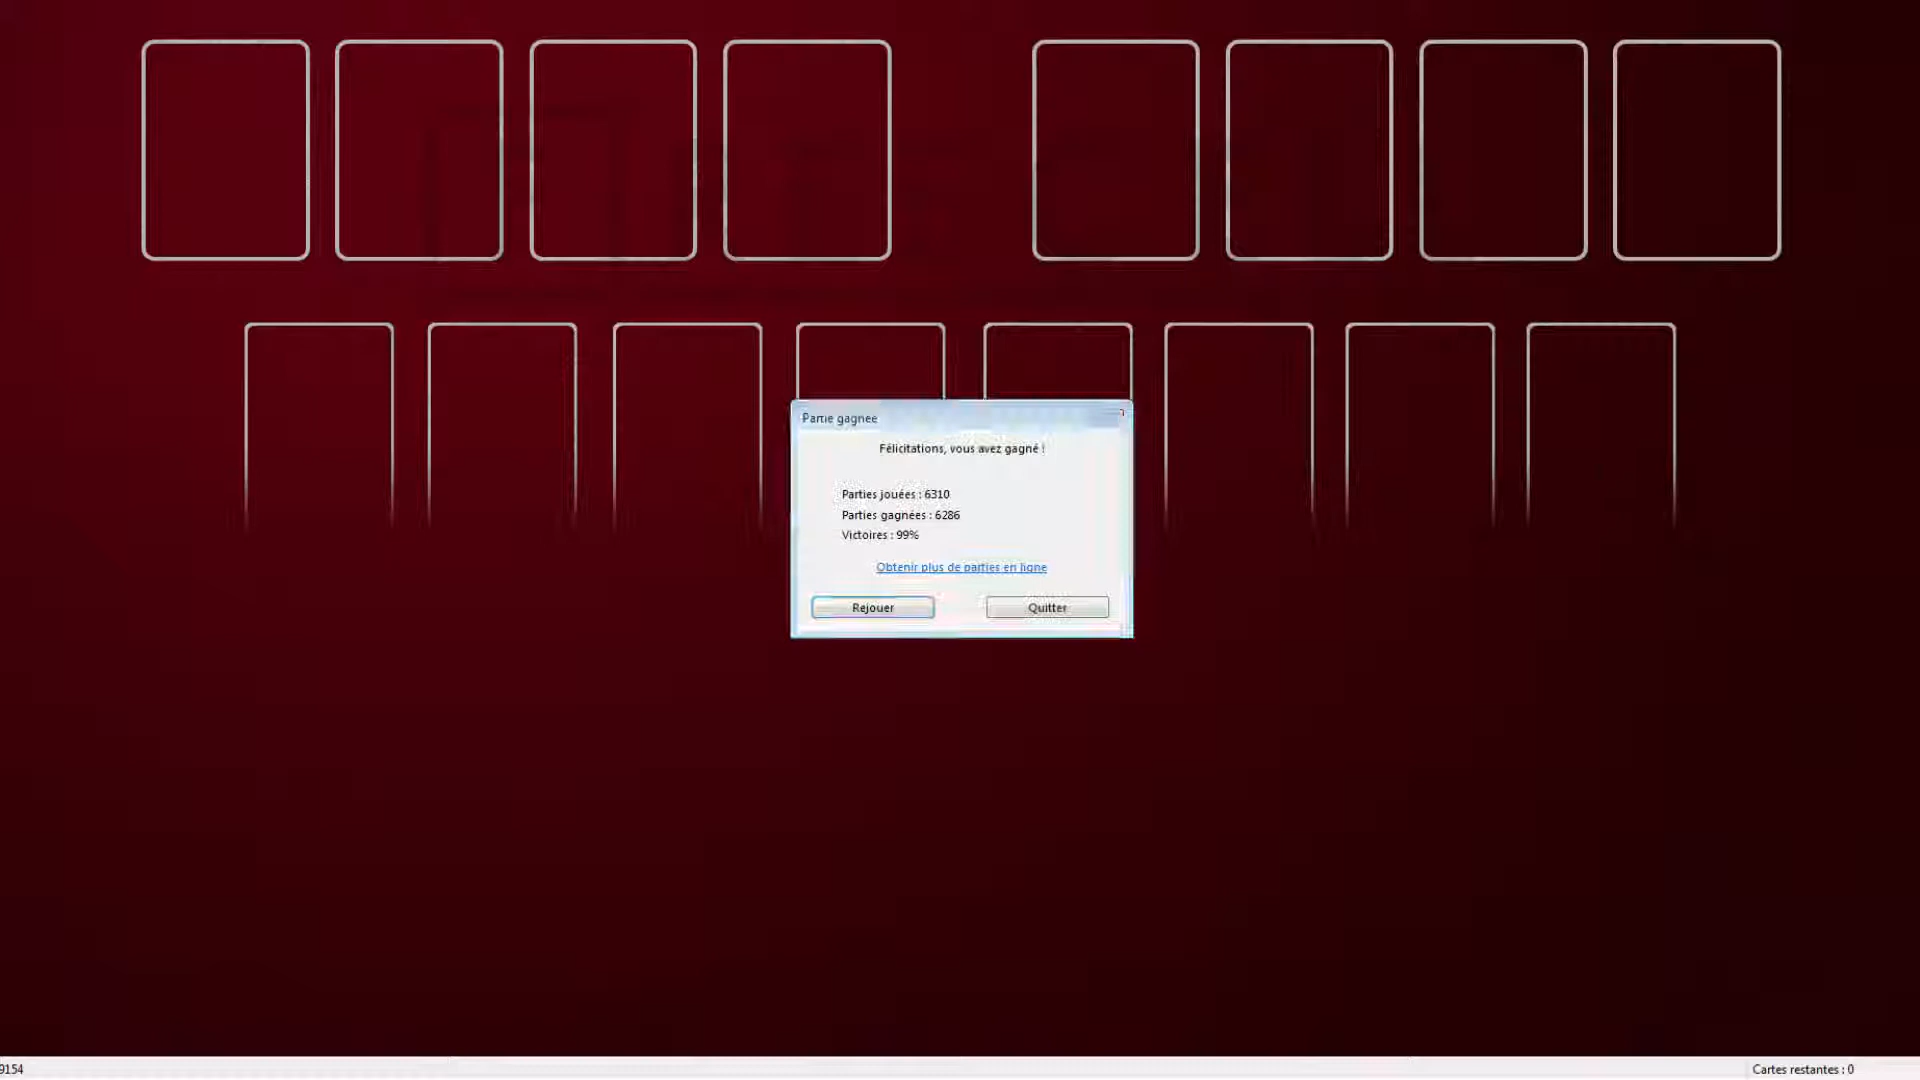 Partie gagnee
Félicitations, vous avez gagné !
Parties jouées : 6310
Parties gagnées : 6286
Victoires : 99%
Obtenir plus de parties en ligne
Rejouer
Quitter
9154
Cartes restantes : 0